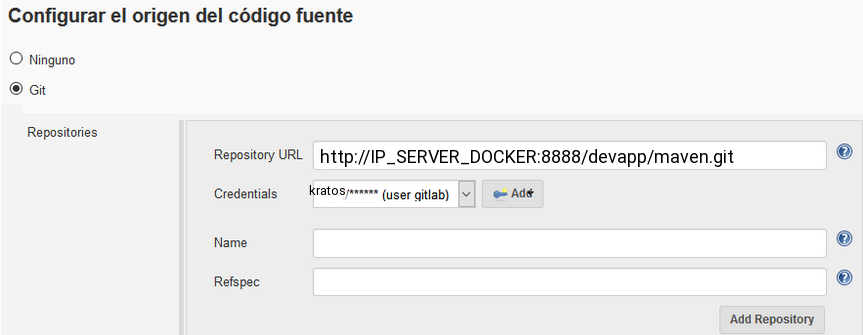 Configurar el origen del código fuente
Ninguno
Git
Repositories
Repository URL http://IP_SERVER_DOCKER:8888/devapp/maven.git
Credentials kratos/****** (user gitlab) Add
Name
Refspec
Add Repository